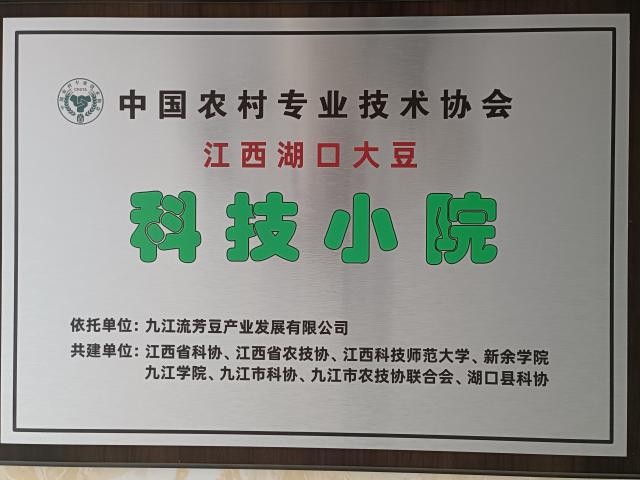 中国农村专业技术协会
江西湖口大豆
科技小院
依托单位：九江流芳豆产业发展有限公司
共建单位：江西省科协、江西省农技协、江西科技师范大学、新余学院
九江学院、九江市科协、九江市农技协联合会、湖口县科协